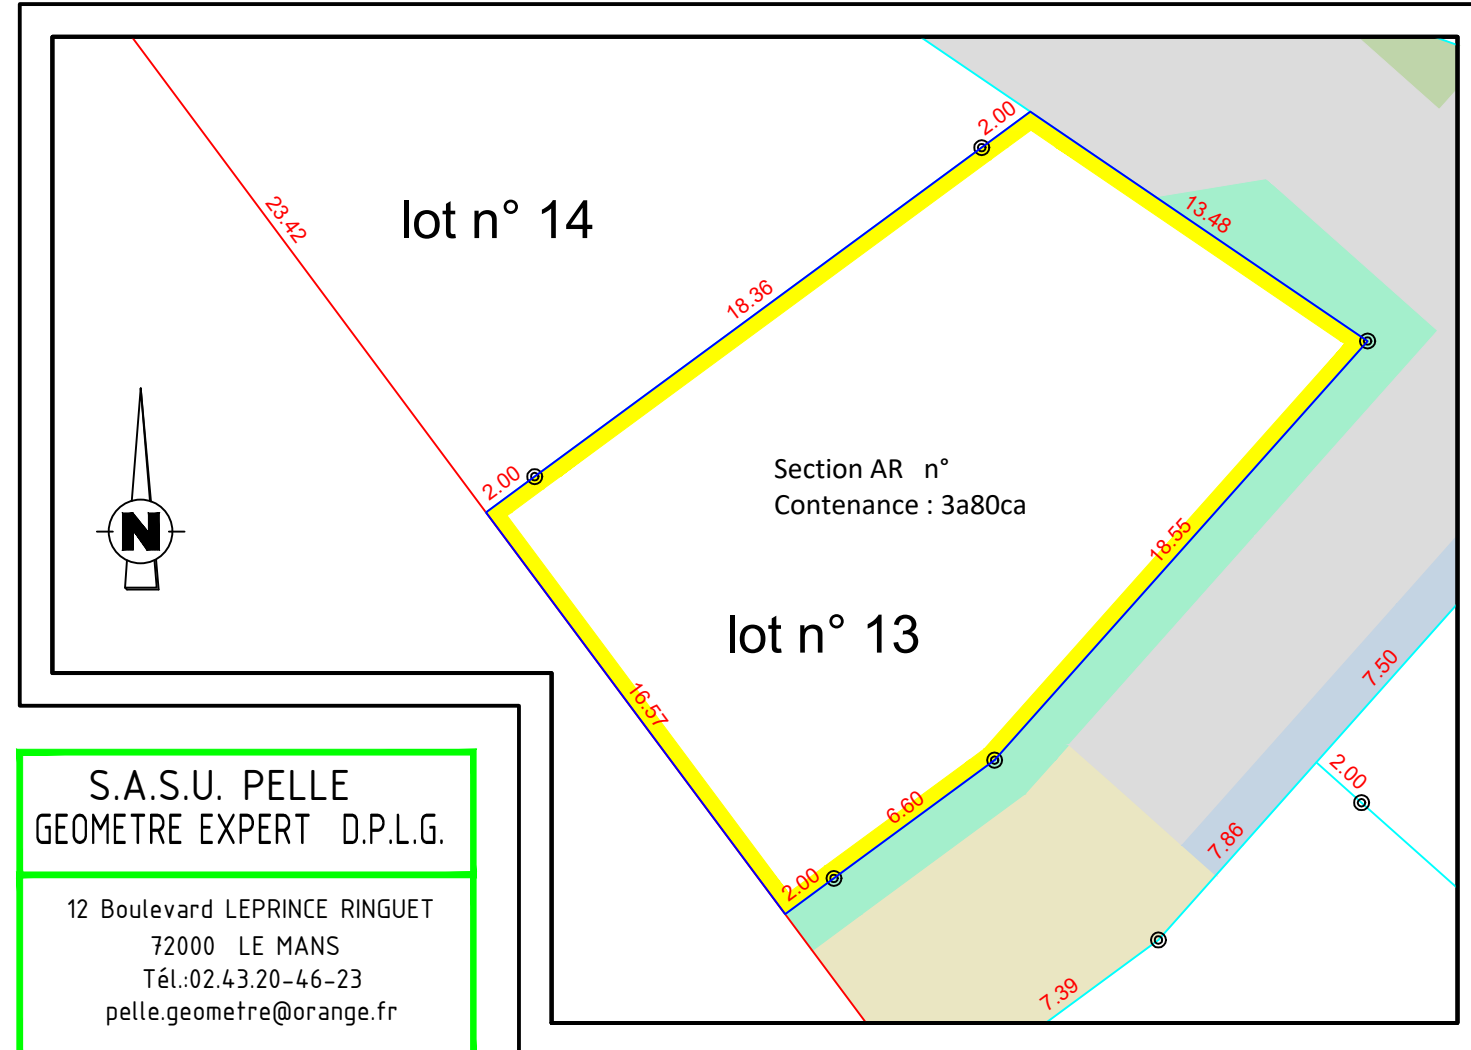 2.00
13.48
23.42
lot n° 14
18.36
2.00
Section AR n°
Contenance : 3a80ca
N
18.55
lot n° 13
16.57
7.50
2.00
6.60
7.86
2.00
7.39
S.A.S.U. PELLE
GEOMETRE EXPERT D.P.L.G.
12 Boulevard LEPRINCE RINGUET
72000 LE MANS
Tél.:02.43.20-46-23
pelle.geometre@orange.fr